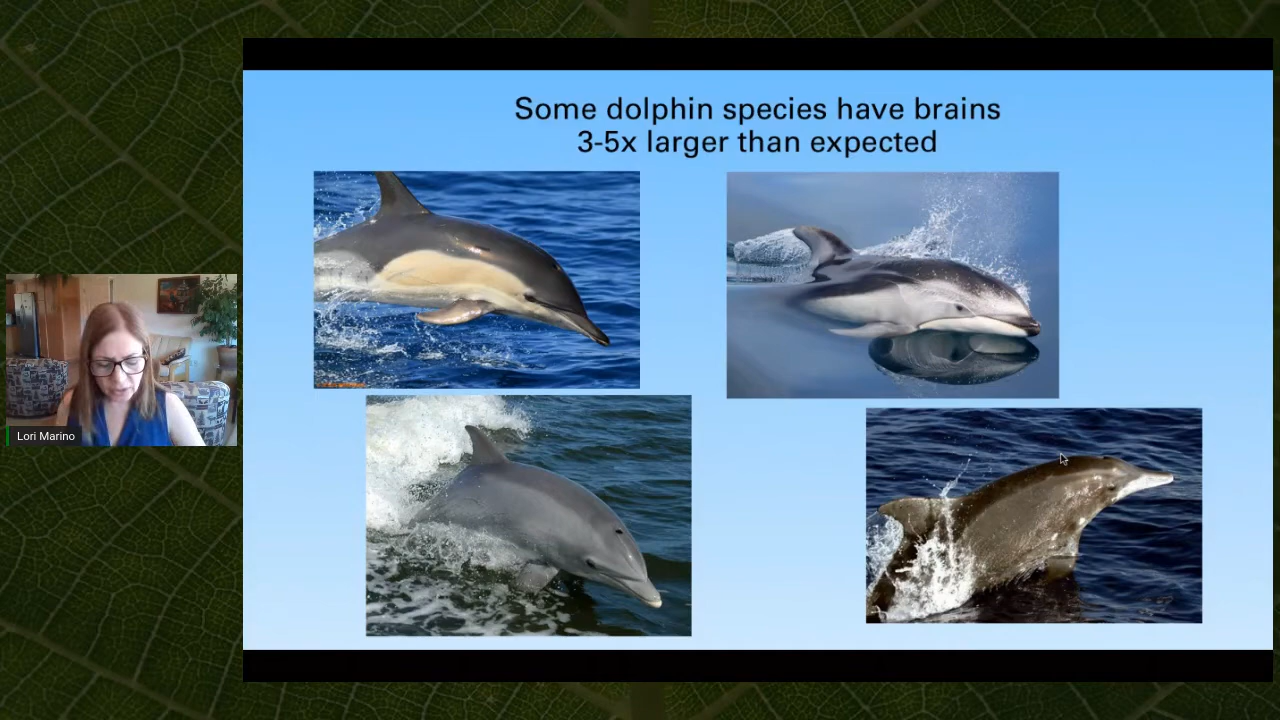 Some dolphin species have brains
3-5x larger than expected
Lori Marino